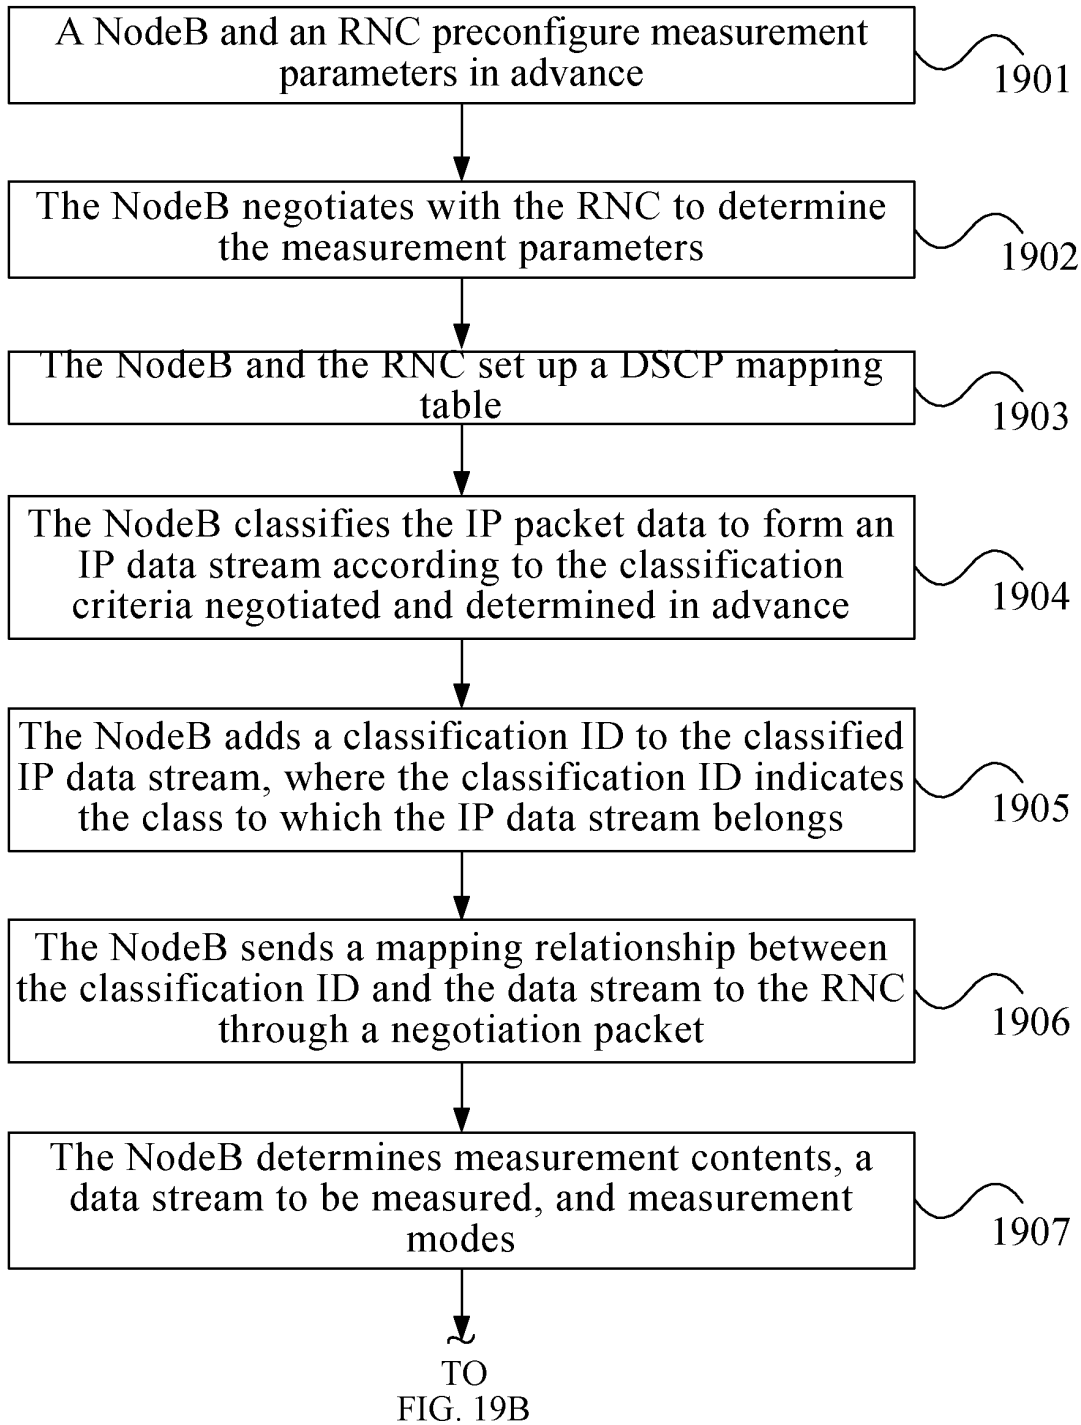 A NodeB and an RNC preconfigure measurement
parameters in advance
1901
The NodeB negotiates with the RNC to determine
the measurement parameters
1902
The NodeB and the RNC set up a DSCP mapping
table
1903
The NodeB classifies the IP packet data to form an
IP data stream according to the classification
criteria negotiated and determined in advance
1904
The NodeB adds a classification ID to the classified
IP data stream, where the classification ID indicates
the class to which the IP data stream belongs
1905
The NodeB sends a mapping relationship between
the classification ID and the data stream to the RNC
through a negotiation packet
1906
The NodeB determines measurement contents, a
data stream to be measured, and measurement
modes
1907
TO
FIG. 19B